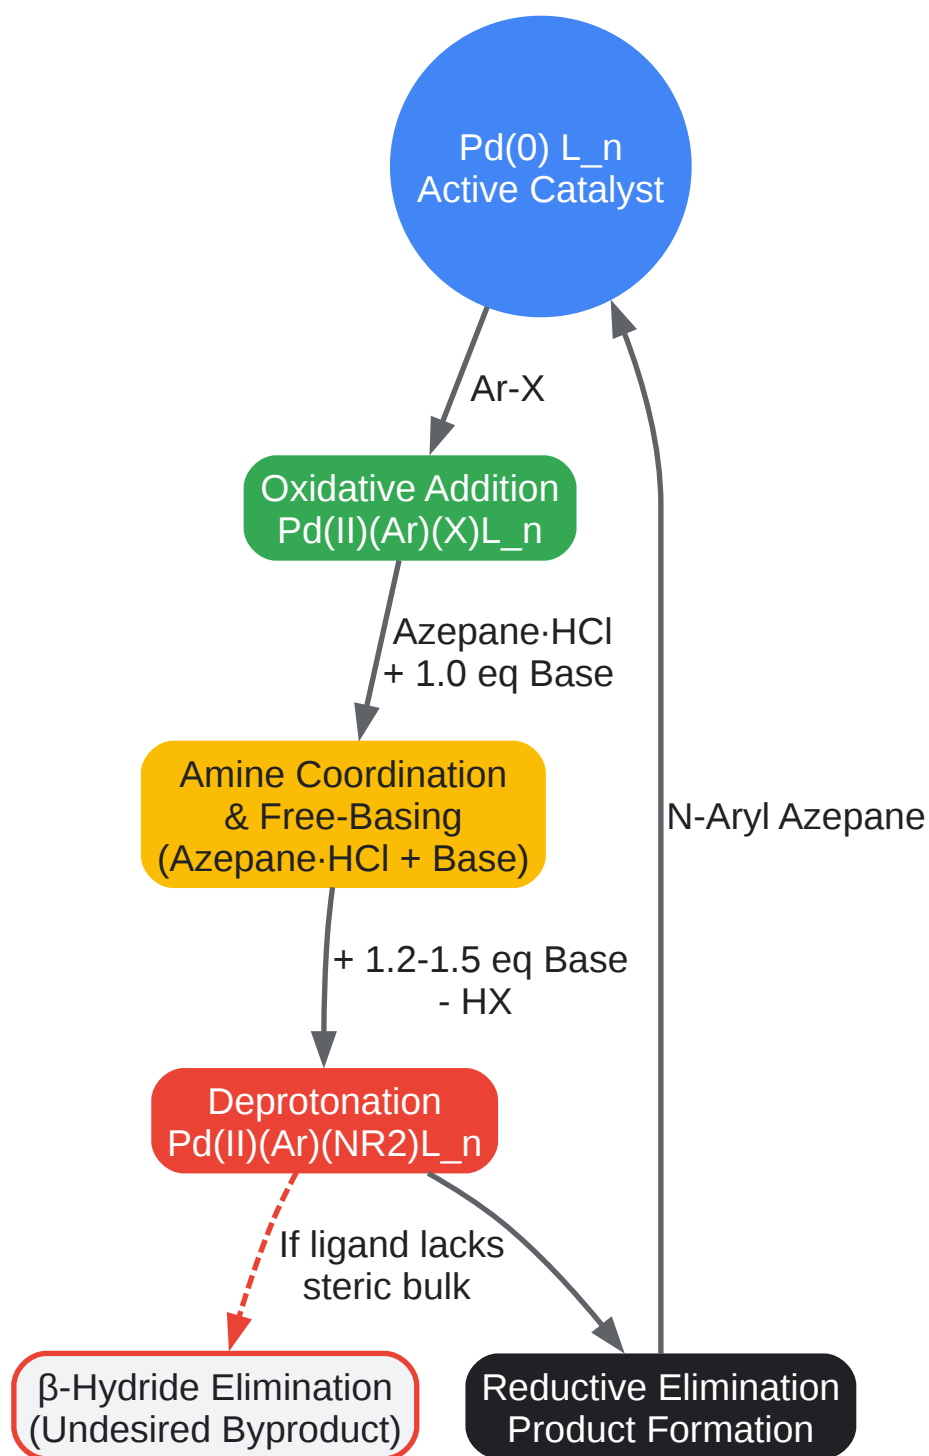 Pd(0) L_n
Active Catalyst
Ar-X
Oxidative Addition
Pd(II)(Ar)(X)L_n
Azepane·HCl
+ 1.0 eq Base
Amine Coordination
& Free-Basing
(Azepane·HCl + Base)
N-Aryl Azepane
+ 1.2-1.5 eq Base
- HX
Deprotonation
Pd(II)(Ar)(NR2)L_n
If ligand lacks
steric bulk
β-Hydride Elimination
(Undesired Byproduct)
Reductive Elimination
Product Formation